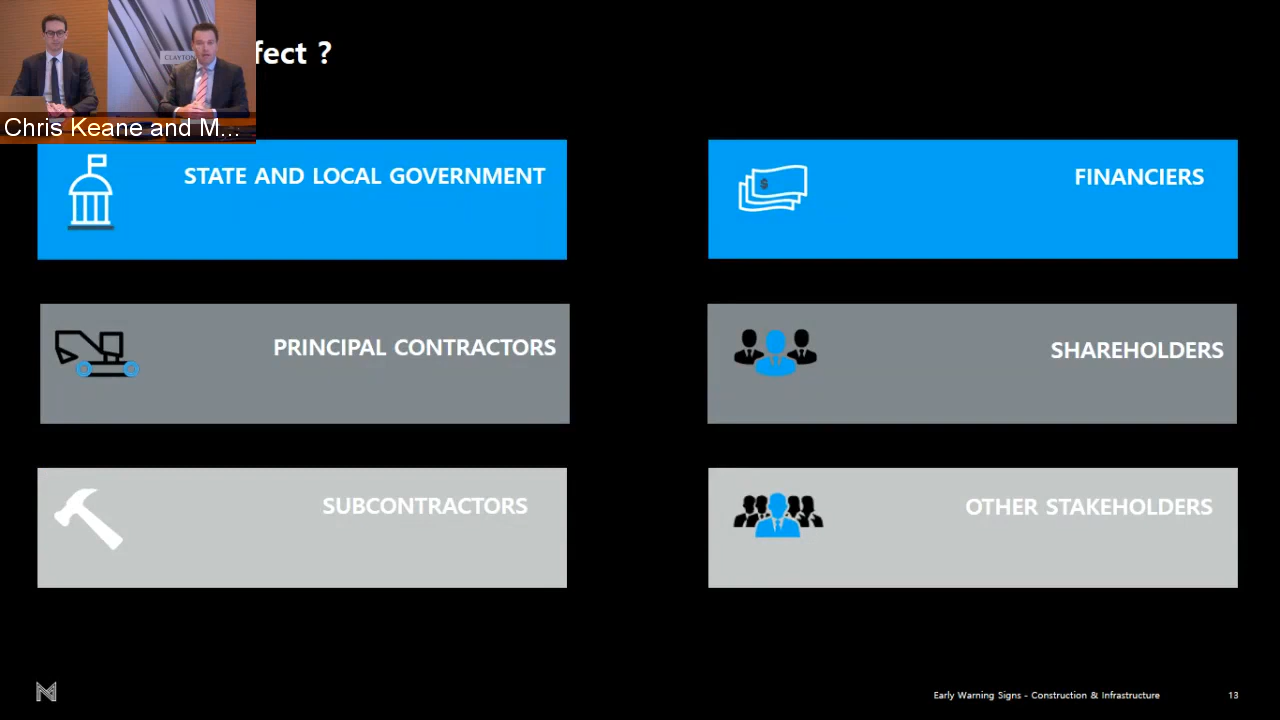 fect ?
CLAYTON
Chris Keane and M...
STATE AND LOCAL GOVERNMENT
FINANCIERS
$
PRINCIPAL CONTRACTORS
SHAREHOLDERS
SUBCONTRACTORS
OTHER STAKEHOLDERS
Early Warning Signs - Construction & Infrastructure
13